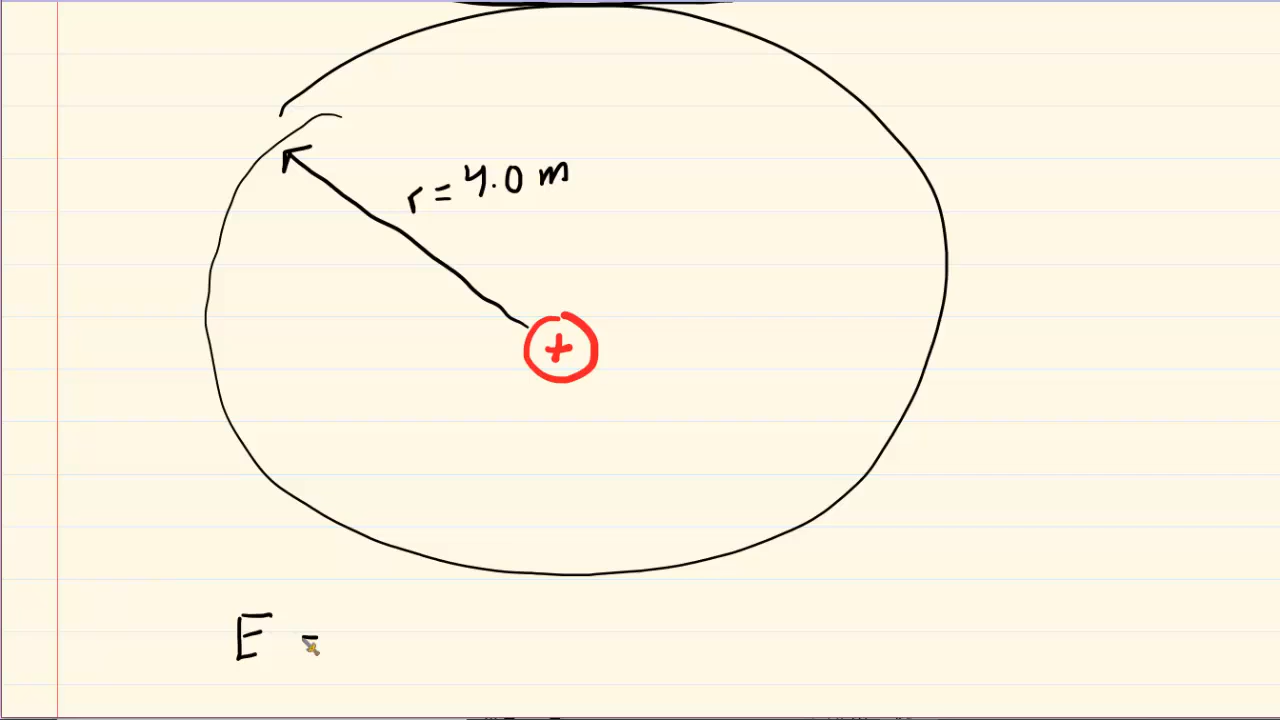 r = 4.0 m
+
E =